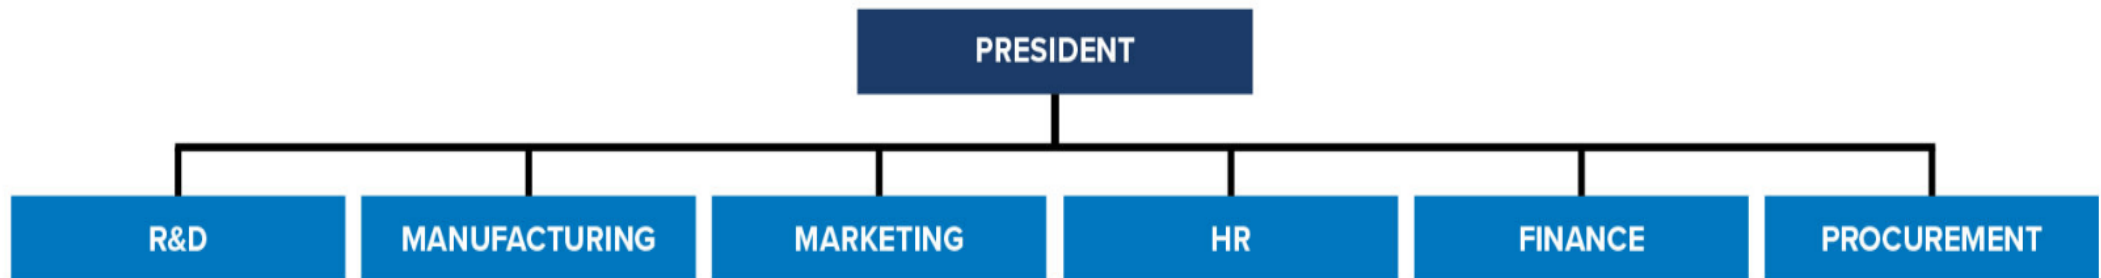 PRESIDENT
R&D
MANUFACTURING
MARKETING
HR
FINANCE
PROCUREMENT